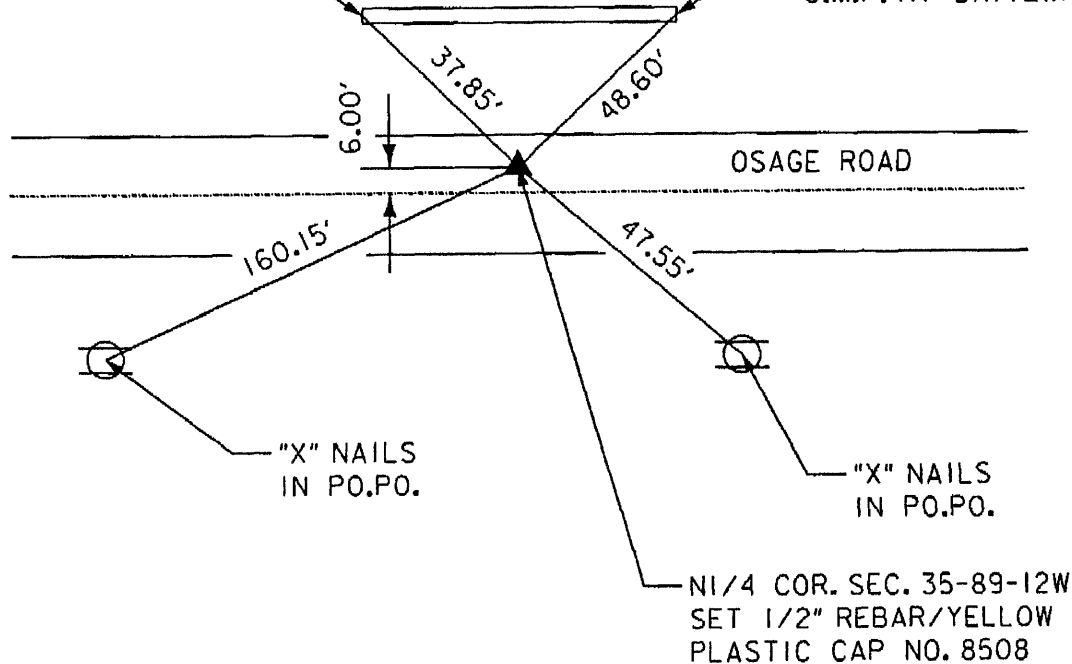 37.85'
48.60'
6.00'
OSAGE ROAD
160.15'
47.55'
"X" NAILS
IN PO.PO.
"X" NAILS
IN PO.PO.
N1/4 COR. SEC. 35-89-12W
SET 1/2" REBAR/YELLOW
PLASTIC CAP NO. 8508